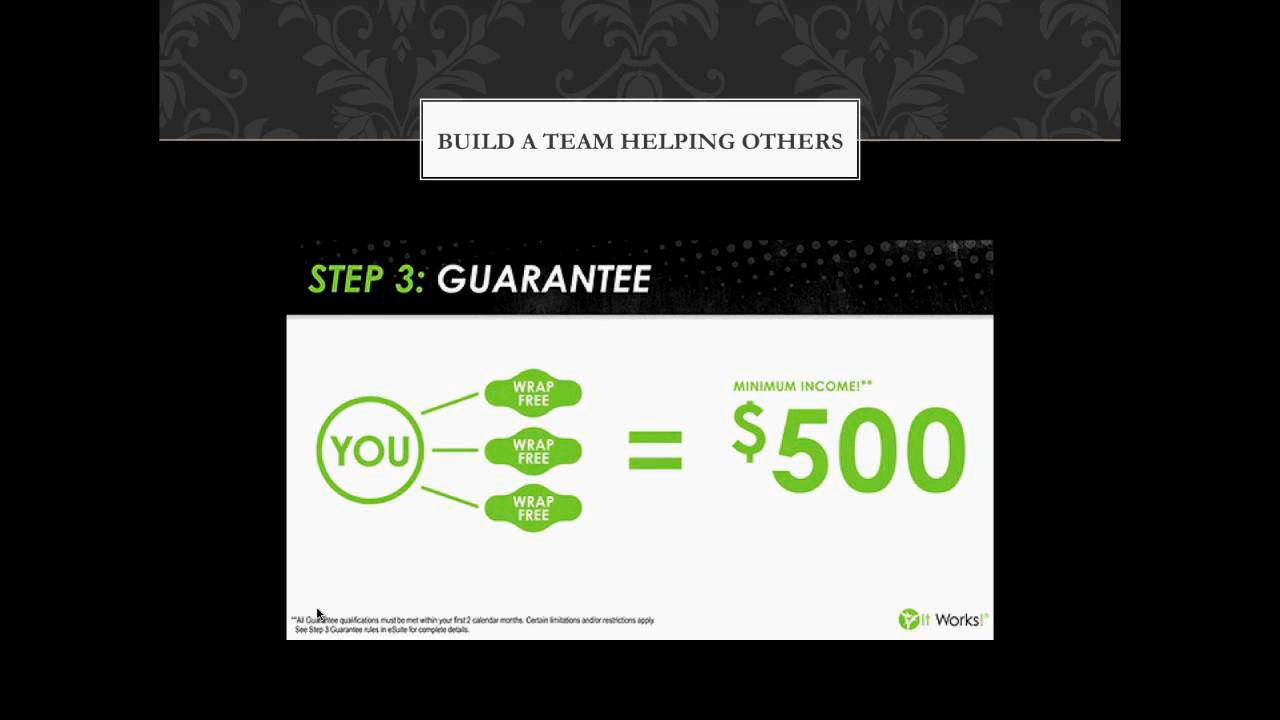 BUILD A TEAM HELPING OTHERS
STEP 3: GUARANTEE
YOU
WRAP
FREE
WRAP
FREE
WRAP
FREE
=
MINIMUM INCOME!**
$500
**All Guarantee qualifications must be met within your first 2 calendar months. Certain limitations and/or restrictions apply.
See Step 3 Guarantee rules in eSuite for complete details.
It Works!®